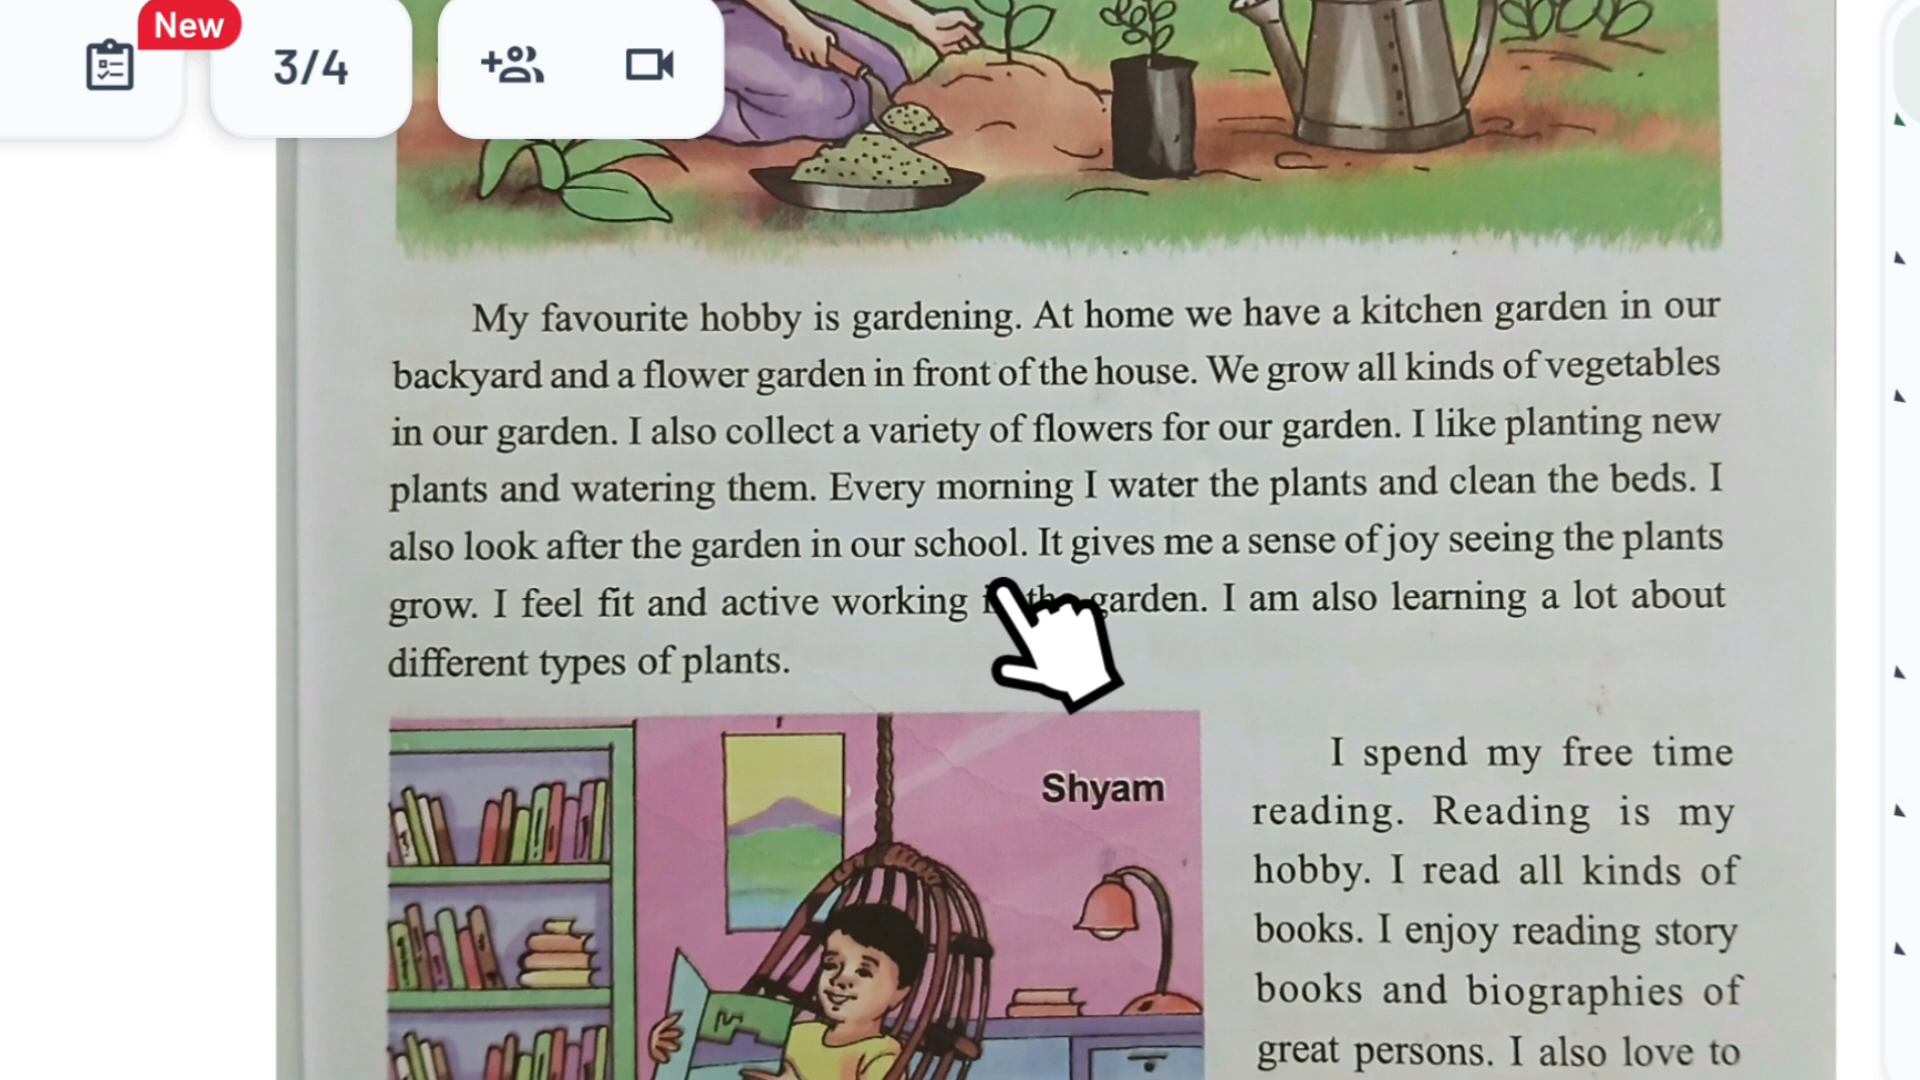 New
3/4
My favourite hobby is gardening. At home we have a kitchen garden in our
backyard and a flower garden in front of the house. We grow all kinds of vegetables
in our garden. I also collect a variety of flowers for our garden. I like planting new
plants and watering them. Every morning I water the plants and clean the beds. I
also look after the garden in our school. It gives me a sense of joy seeing the plants
grow. I feel fit and active working garden. I am also learning a lot about
different types of plants.
Shyam
I spend my free time
reading. Reading is my
hobby. I read all kinds of
books. I enjoy reading story
books and biographies of
great persons. I also love to